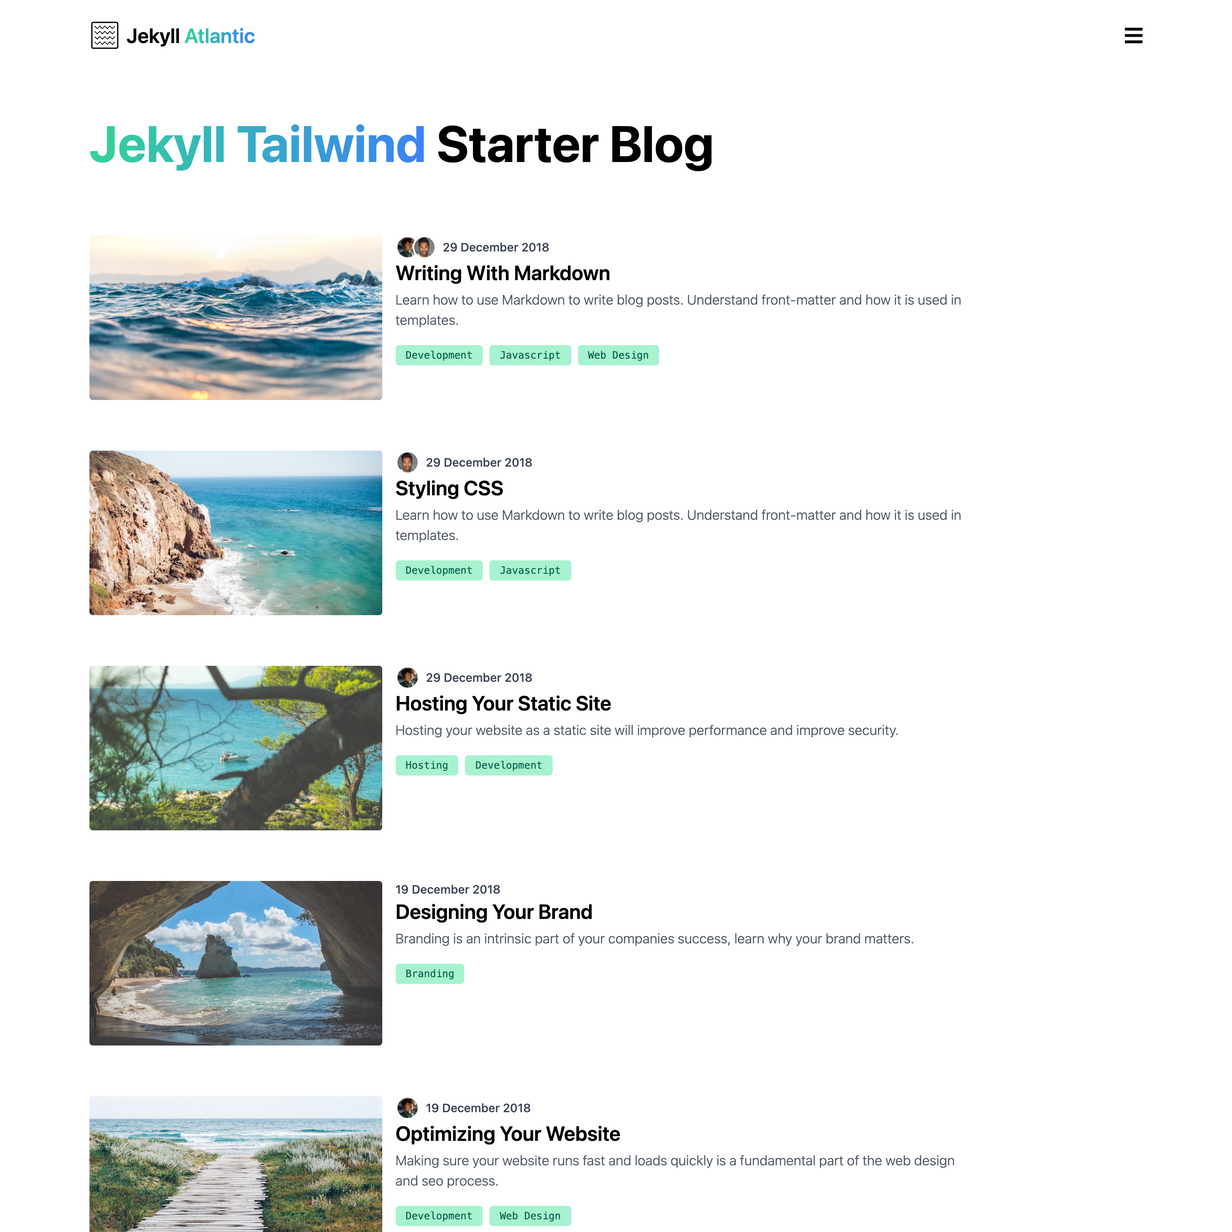 Jekyll Atlantic
Jekyll Tailwind Starter Blog
29 December 2018
Writing With Markdown
Learn how to use Markdown to write blog posts. Understand front-matter and how it is used in
templates.
Development Javascript Web Design
29 December 2018
Styling CSS
Learn how to use Markdown to write blog posts. Understand front-matter and how it is used in
templates.
Development Javascript
29 December 2018
Hosting Your Static Site
Hosting your website as a static site will improve performance and improve security.
Hosting Development
19 December 2018
Designing Your Brand
Branding is an intrinsic part of your companies success, learn why your brand matters.
Branding
19 December 2018
Optimizing Your Website
Making sure your website runs fast and loads quickly is a fundamental part of the web design
and seo process.
Development Web Design